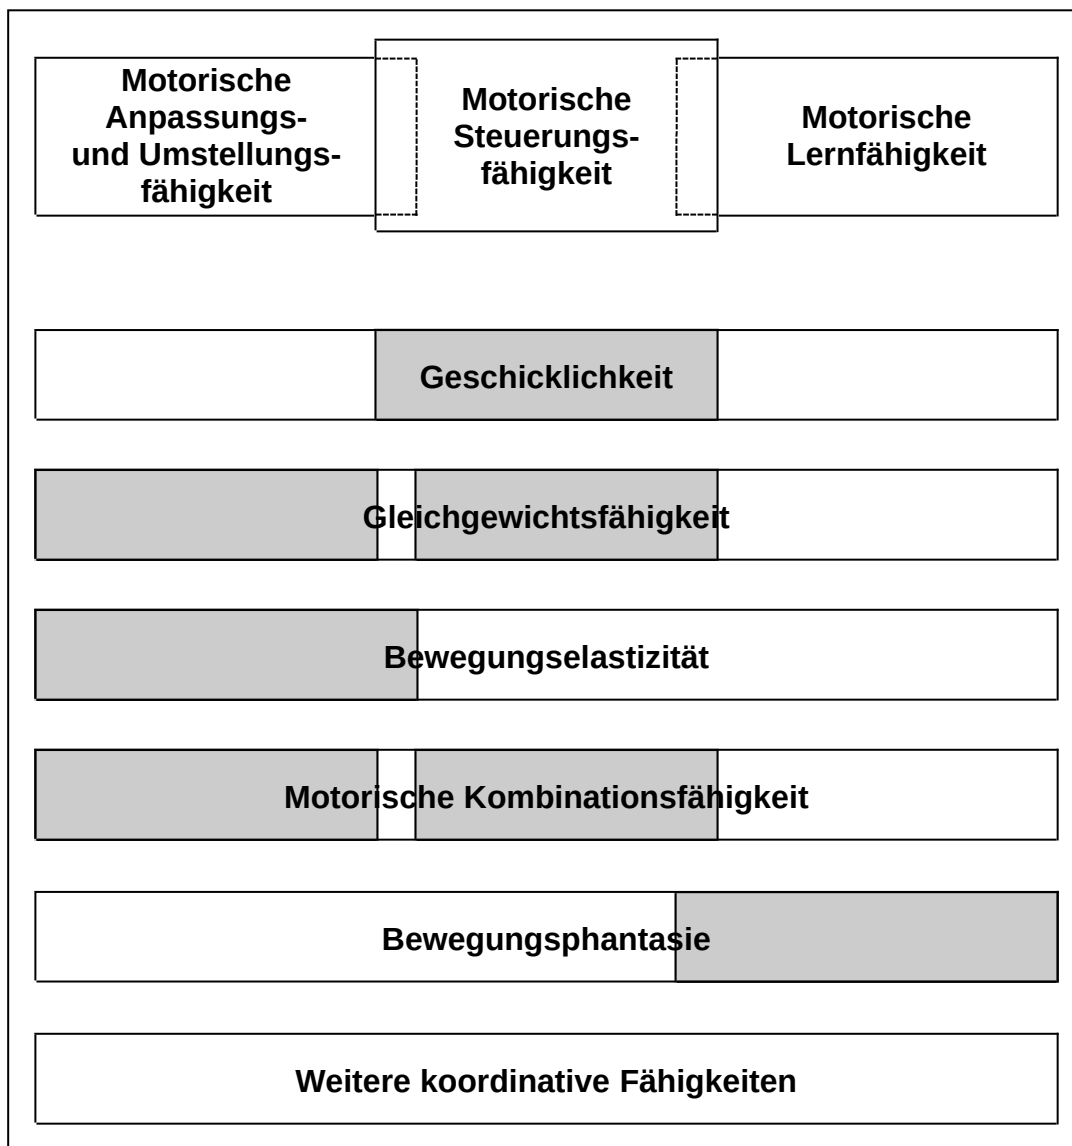 Motorische
Anpassungs-
und Umstellungs-
fähigkeit
Motorische
Steuerungs-
fähigkeit
Motorische
Lernfähigkeit
Geschicklichkeit
Gleichgewichtsfähigkeit
Bewegungselastizität
Motorische Kombinationsfähigkeit
Bewegungsphantasie
Weitere koordinative Fähigkeiten